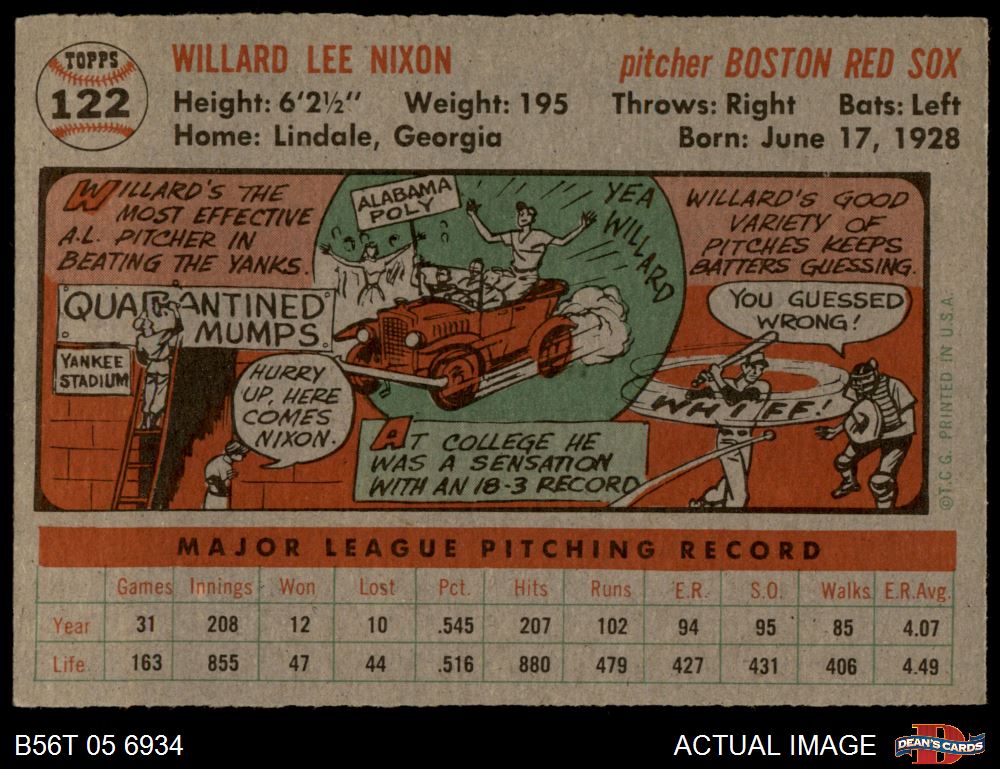 TOPPS
122
WILLARD LEE NIXON
pitcher BOSTON RED SOX
Height: 6'2½" Weight: 195 Throws: Right Bats: Left
Home: Lindale, Georgia Born: June 17, 1928
WILLARD'S THE
MOST EFFECTIVE
A.L. PITCHER IN
BEATING THE YANKS.
QUARANTINED
MUMPS.
YANKEE
STADIUM
HURRY
UP, HERE
COMES
NIXON.
ALABAMA
POLY
YEA
WILLARD
AT COLLEGE HE
WAS A SENSATION
WITH AN 18-3 RECORD
WILLARD'S GOOD
VARIETY OF
PITCHES KEEPS
BATTERS GUESSING.
YOU GUESSED
WRONG!
WHIFF!
©T.C.G. PRINTED IN U.S.A.
MAJOR LEAGUE PITCHING RECORD
Games Innings Won Lost Pct. Hits Runs E.R. S.O. Walks E.R.Avg.
Year 31 208 12 10 .545 207 102 94 95 85 4.07
Life 163 855 47 44 .516 880 479 427 431 406 4.49
B56T 05 6934
ACTUAL IMAGE
D
DEAN'S CARDS